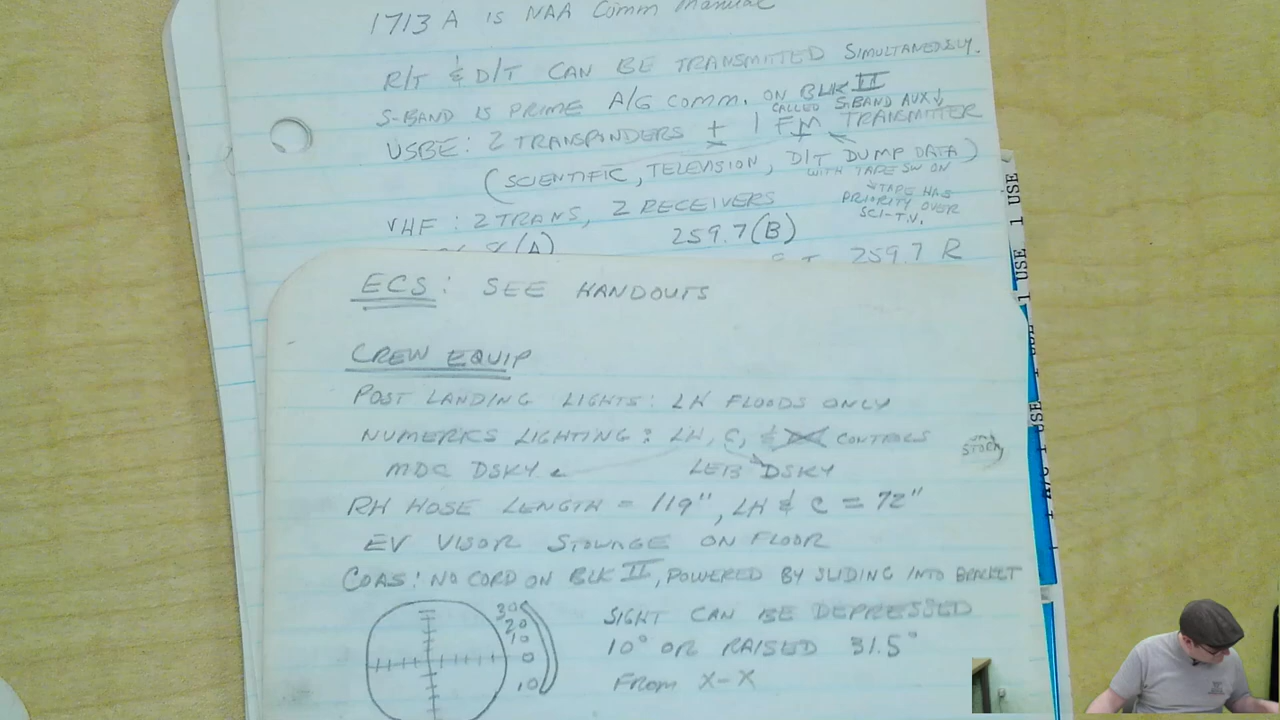 1713 A IS NAA Comm Manual
R/T & D/T CAN BE TRANSMITTED SIMULTANEOUSLY.
S-BAND IS PRIME A/G COMM. ON BLK II
CALLED S-BAND AUX
USBE: 2 TRANSPONDERS + 1 FM TRANSMITTER
(SCIENTIFIC, TELEVISION, D/T DUMP DATA)
WITH TAPE SW ON
TAPE HAS
PRIORITY OVER
SCI-T.V.
VHF: 2 TRANS, 2 RECEIVERS
(A) 259.7(B)
259.7 R
ECS: SEE HANDOUTS
CREW EQUIP
POST LANDING LIGHTS: LH FLOODS ONLY
NUMERICS LIGHTING: LH, C, & CONTROLS
STOCK
MDC DSKY LEB DSKY
RH HOSE LENGTH = 119", LH & C = 72"
EV VISOR STOWAGE ON FLOOR
COAS: NO CORD ON BLK II, POWERED BY SLIDING INTO BRACKET
30
20
10
0
10
SIGHT CAN BE DEPRESSED
10° OR RAISED 31.5°
FROM X-X
1 USE 1 USE 1 USE